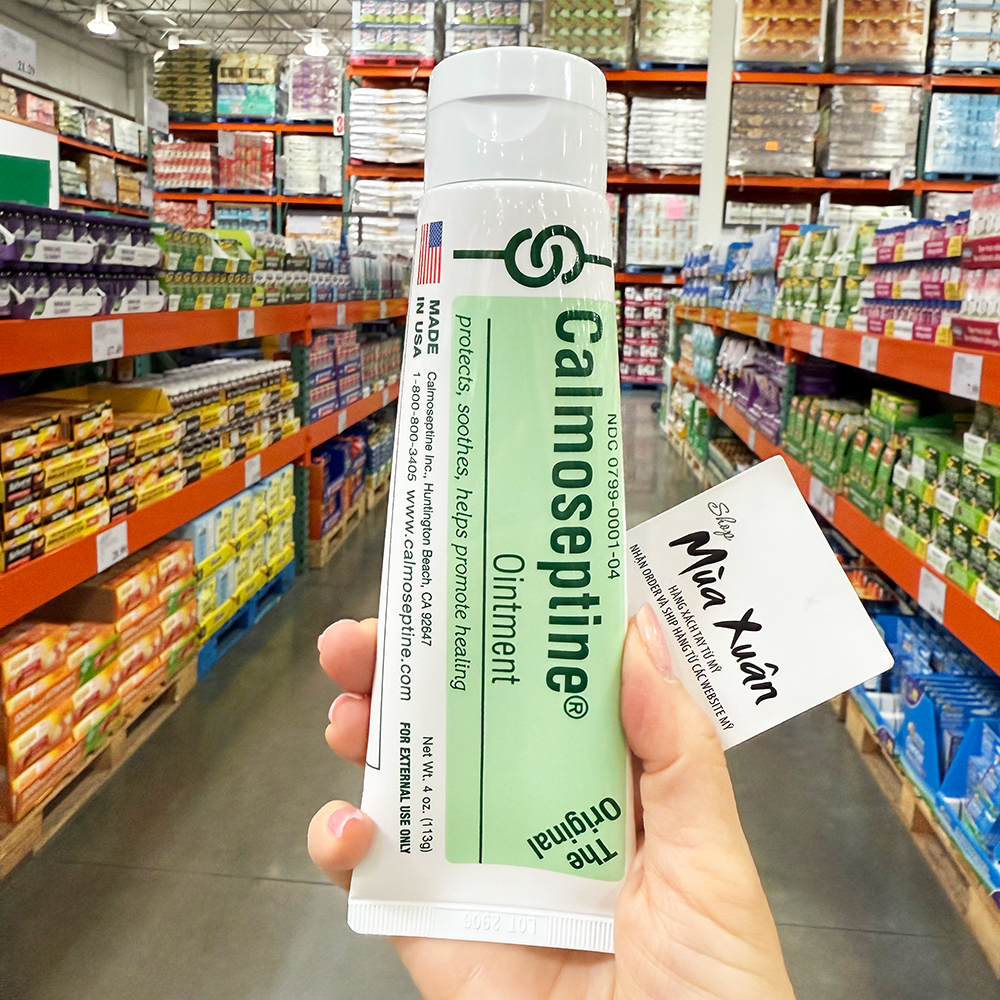 Calmoseptine®
Ointment
NDC 0799-0001-04
protects, soothes, helps promote healing
The
Original
MADE
IN USA
Calmoseptine Inc., Huntington Beach, CA 92647
1-800-800-3405 www.calmoseptine.com
Net Wt. 4 oz. (113g)
FOR EXTERNAL USE ONLY
LOT 2906
Shop
Mùa Xuân
HÀNG XÁCH TAY TỪ MỸ
NHẬN ORDER VÀ SHIP HÀNG TỪ CÁC WEBSITE MỸ